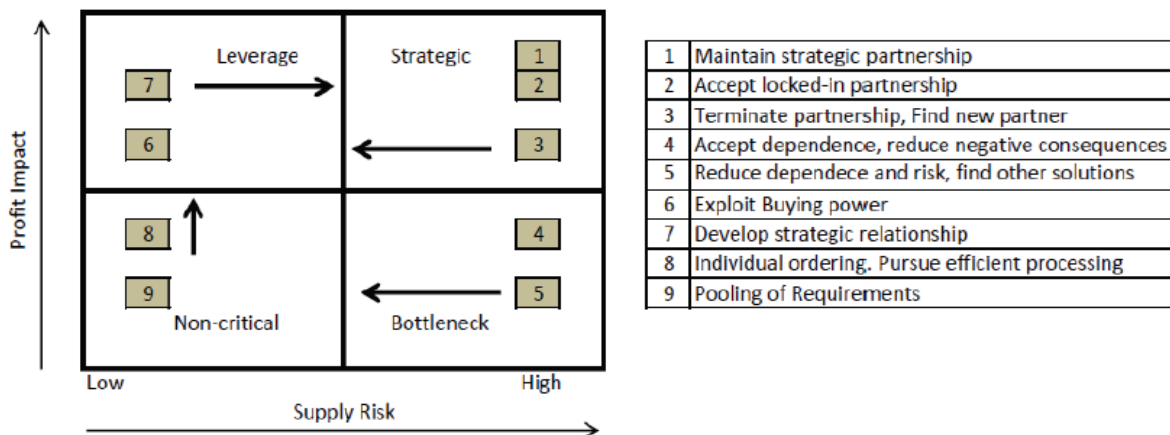 Profit Impact
Leverage
Strategic
7
6
1
2
3
8
9
4
5
Non-critical
Bottleneck
Low
High
Supply Risk
1 Maintain strategic partnership
2 Accept locked-in partnership
3 Terminate partnership, Find new partner
4 Accept dependence, reduce negative consequences
5 Reduce dependece and risk, find other solutions
6 Exploit Buying power
7 Develop strategic relationship
8 Individual ordering. Pursue efficient processing
9 Pooling of Requirements